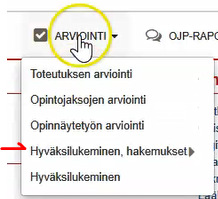 ARVIOINTI
OJP-RAPO
Toteutuksen arviointi
Opintojaksojen arviointi
Opinnäytetyön arviointi
Hyväksilukeminen, hakemukset
Hyväksilukeminen